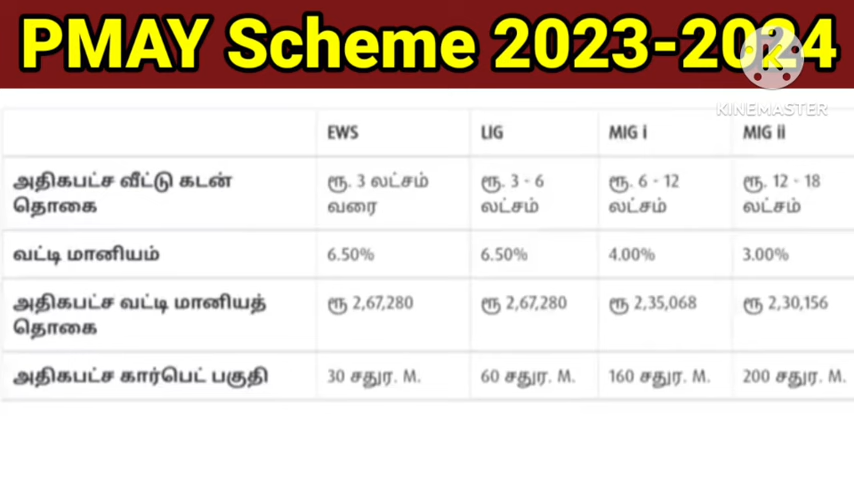 PMAY Scheme 2023-2024
KINEMASTER
EWS LIG MIG i MIG ii
அதிகபட்ச வீட்டு கடன் ரூ. 3 லட்சம் ரூ. 3 - 6 ரூ. 6 - 12 ரூ. 12 - 18
தொகை வரை லட்சம் லட்சம் லட்சம்
வட்டி மானியம் 6.50% 6.50% 4.00% 3.00%
அதிகபட்ச வட்டி மானியத் ரூ 2,67,280 ரூ 2,67,280 ரூ 2,35,068 ரூ 2,30,156
தொகை
அதிகபட்ச கார்பெட் பகுதி 30 சதுர. M. 60 சதுர. M. 160 சதுர. M. 200 சதுர. M.